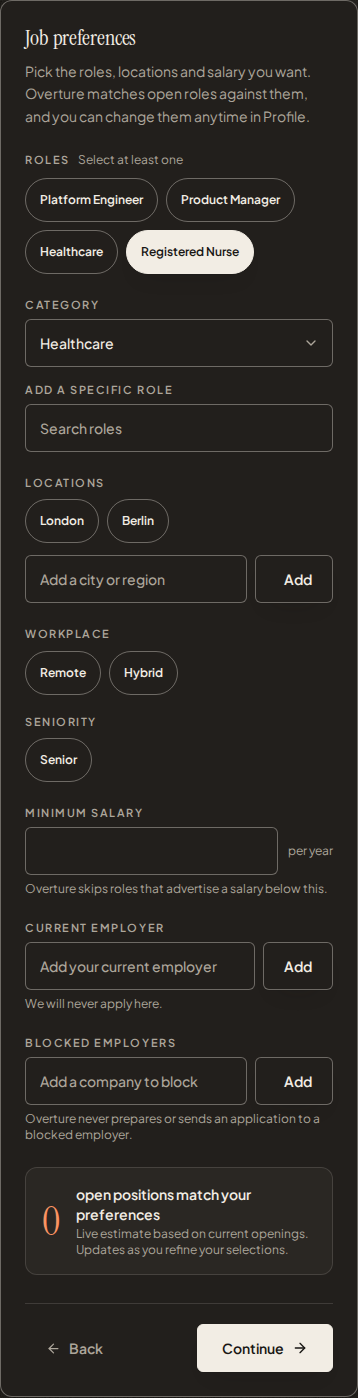 Job preferences
Pick the roles, locations and salary you want.
Overture matches open roles against them,
and you can change them anytime in Profile.
ROLES Select at least one
Platform Engineer Product Manager
Healthcare Registered Nurse
CATEGORY
Healthcare
ADD A SPECIFIC ROLE
Search roles
LOCATIONS
London Berlin
Add a city or region Add
WORKPLACE
Remote Hybrid
SENIORITY
Senior
MINIMUM SALARY
per year
Overture skips roles that advertise a salary below this.
CURRENT EMPLOYER
Add your current employer Add
We will never apply here.
BLOCKED EMPLOYERS
Add a company to block Add
Overture never prepares or sends an application to a
blocked employer.
0 open positions match your
preferences
Live estimate based on current openings.
Updates as you refine your selections.
← Back Continue →